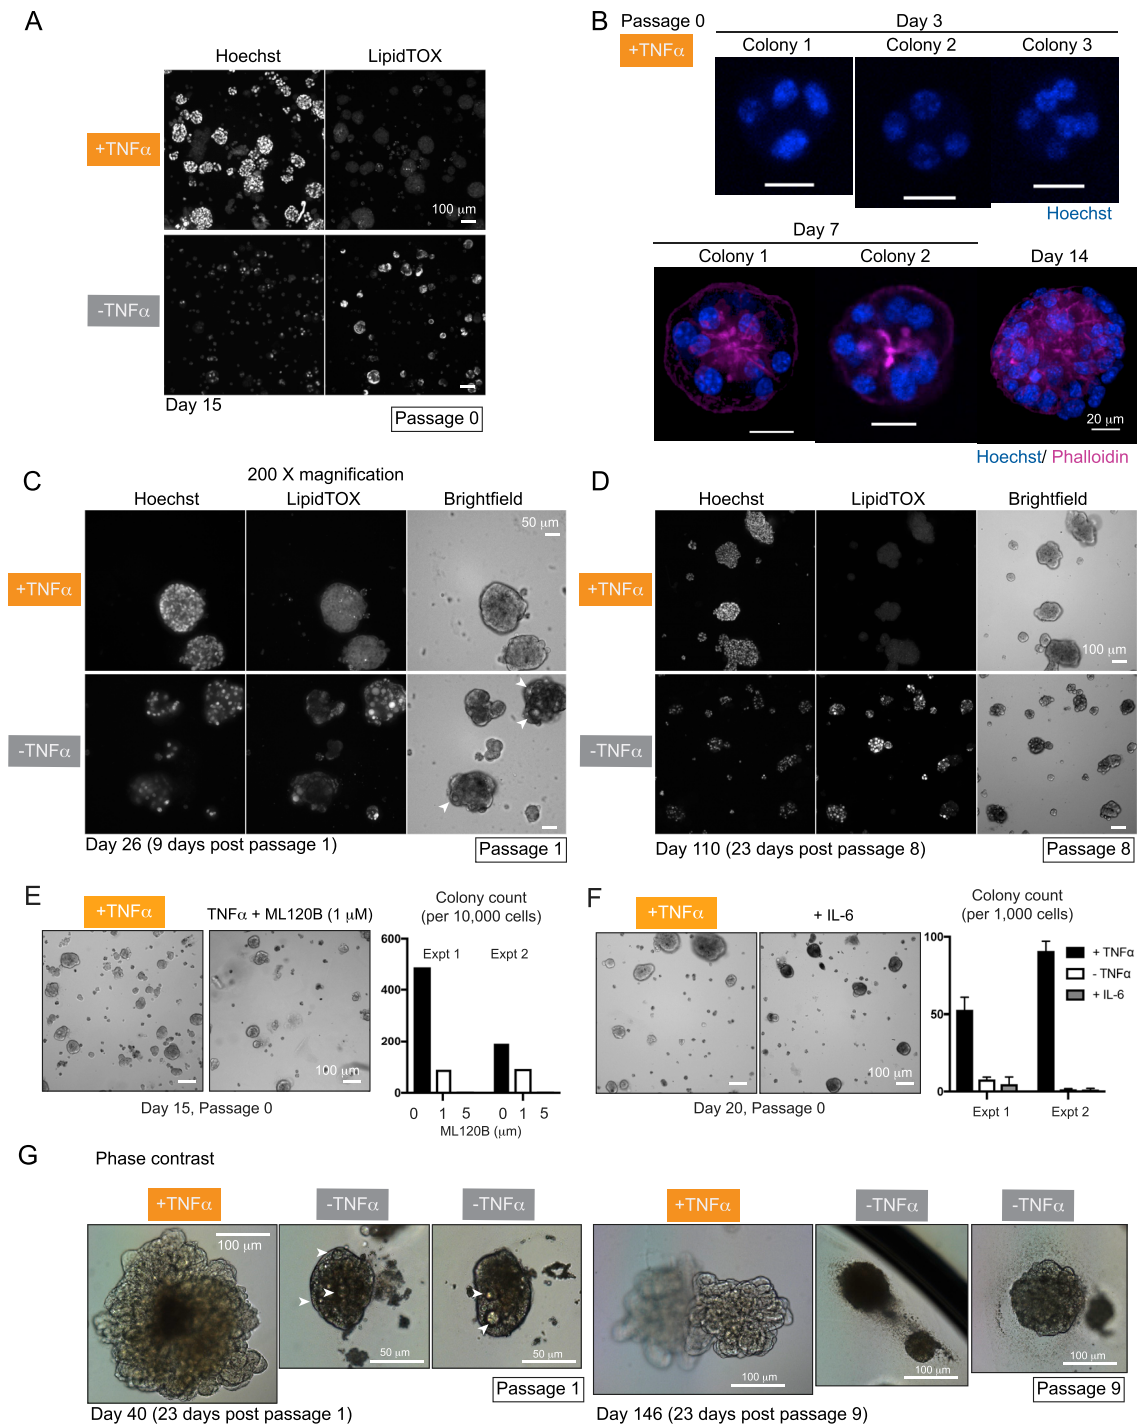 A
Hoechst LipidTOX
+TNFα
100 μm
-TNFα
Day 15
Passage 0
B
Passage 0
+TNFα
Day 3
Colony 1 Colony 2 Colony 3
Hoechst
Day 7
Colony 1 Colony 2 Day 14
20 μm
Hoechst/ Phalloidin
C
200 X magnification
Hoechst LipidTOX Brightfield
50 μm
+TNFα
-TNFα
Day 26 (9 days post passage 1)
Passage 1
D
Hoechst LipidTOX Brightfield
+TNFα
100 μm
-TNFα
Day 110 (23 days post passage 8)
Passage 8
E
+TNFα
TNFα + ML120B (1 μM)
100 μm
Day 15, Passage 0
Colony count
(per 10,000 cells)
600
400
200
0
Expt 1 Expt 2
0 1 5 0 1 5
ML120B (μm)
F
+TNFα
+ IL-6
100 μm
Day 20, Passage 0
Colony count
(per 1,000 cells)
100
50
0
+ TNFα
- TNFα
+ IL-6
Expt 1 Expt 2
G
Phase contrast
+TNFα -TNFα -TNFα
100 μm
50 μm
50 μm
Passage 1
Day 40 (23 days post passage 1)
+TNFα -TNFα -TNFα
100 μm
100 μm
100 μm
Passage 9
Day 146 (23 days post passage 9)